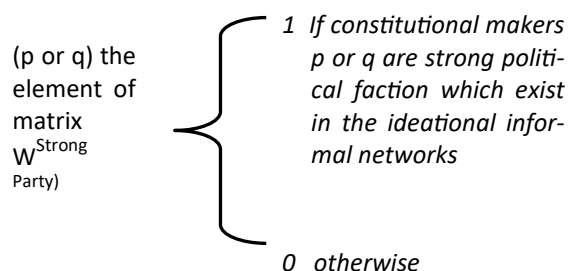 (p or q) the
element of
matrix
W^Strong
Party)
1 If constitutional makers
p or q are strong politi-
cal faction which exist
in the ideational infor-
mal networks
0 otherwise